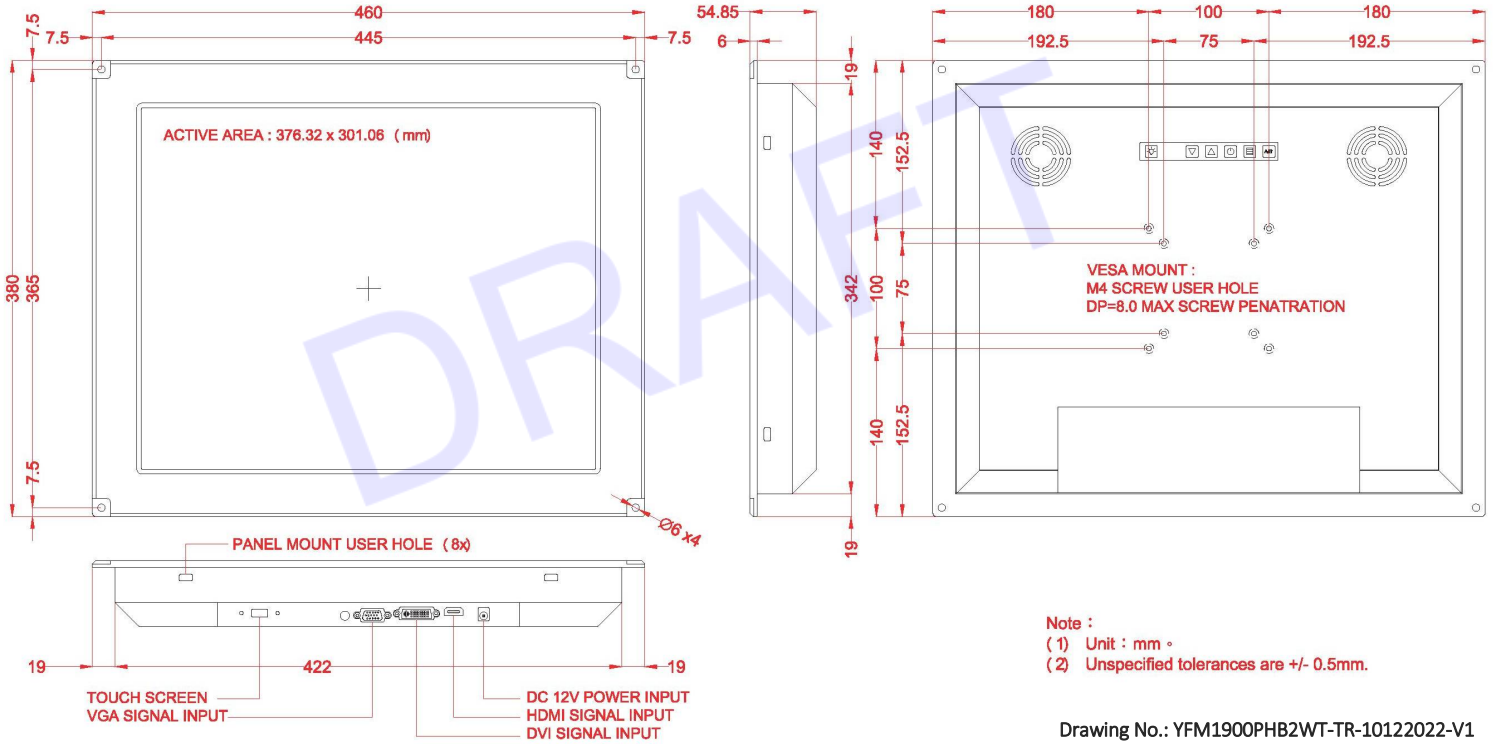 460
7.5
445
7.5
7.5
ACTIVE AREA : 376.32 x 301.06 ( mm)
380
365
7.5
Ø6 x4
54.85
6
19
342
19
180
100
180
192.5
75
192.5
140
152.5
100
75
140
152.5
VESA MOUNT :
M4 SCREW USER HOLE
DP=8.0 MAX SCREW PENATRATION
DRAFT
PANEL MOUNT USER HOLE ( 8x)
19
422
19
TOUCH SCREEN
VGA SIGNAL INPUT
DC 12V POWER INPUT
HDMI SIGNAL INPUT
DVI SIGNAL INPUT
Note :
( 1) Unit : mm 。
( 2) Unspecified tolerances are +/- 0.5mm.
Drawing No.: YFM1900PHB2WT-TR-10122022-V1